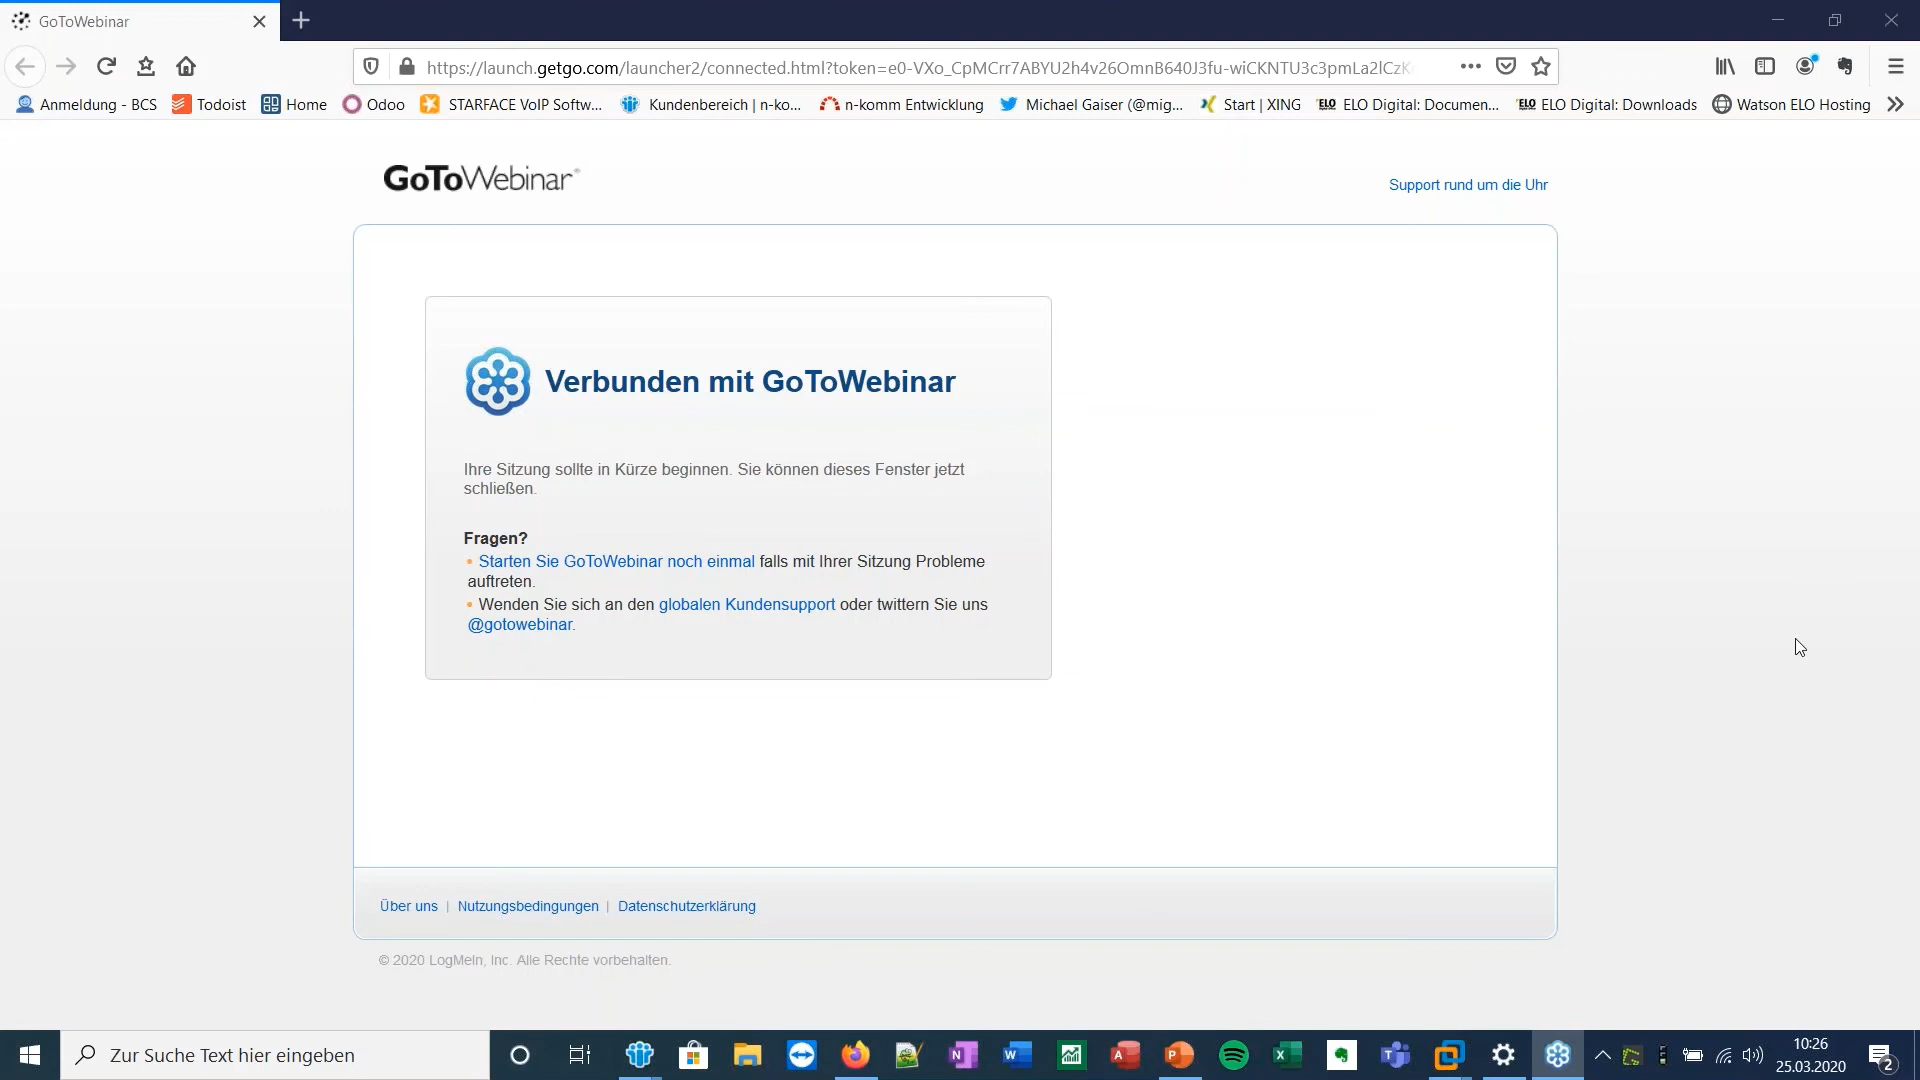 GoToWebinar
https://launch.getgo.com/launcher2/connected.html?token=e0-VXo_CpMCrr7ABYU2h4v26OmnB640J3fu-wiCKNTU3c3pmLa2lCzK
Anmeldung - BCS Todoist Home Odoo STARFACE VoIP Softw... Kundenbereich | n-ko... n-komm Entwicklung Michael Gaiser (@mig... Start | XING ELO ELO Digital: Documen... ELO ELO Digital: Downloads Watson ELO Hosting
GoToWebinar
Support rund um die Uhr
Verbunden mit GoToWebinar
Ihre Sitzung sollte in Kürze beginnen. Sie können dieses Fenster jetzt
schließen.
Fragen?
• Starten Sie GoToWebinar noch einmal falls mit Ihrer Sitzung Probleme
auftreten.
• Wenden Sie sich an den globalen Kundensupport oder twittern Sie uns
@gotowebinar.
Über uns | Nutzungsbedingungen | Datenschutzerklärung
© 2020 LogMeIn, Inc. Alle Rechte vorbehalten.
Zur Suche Text hier eingeben
10:26
25.03.2020
2